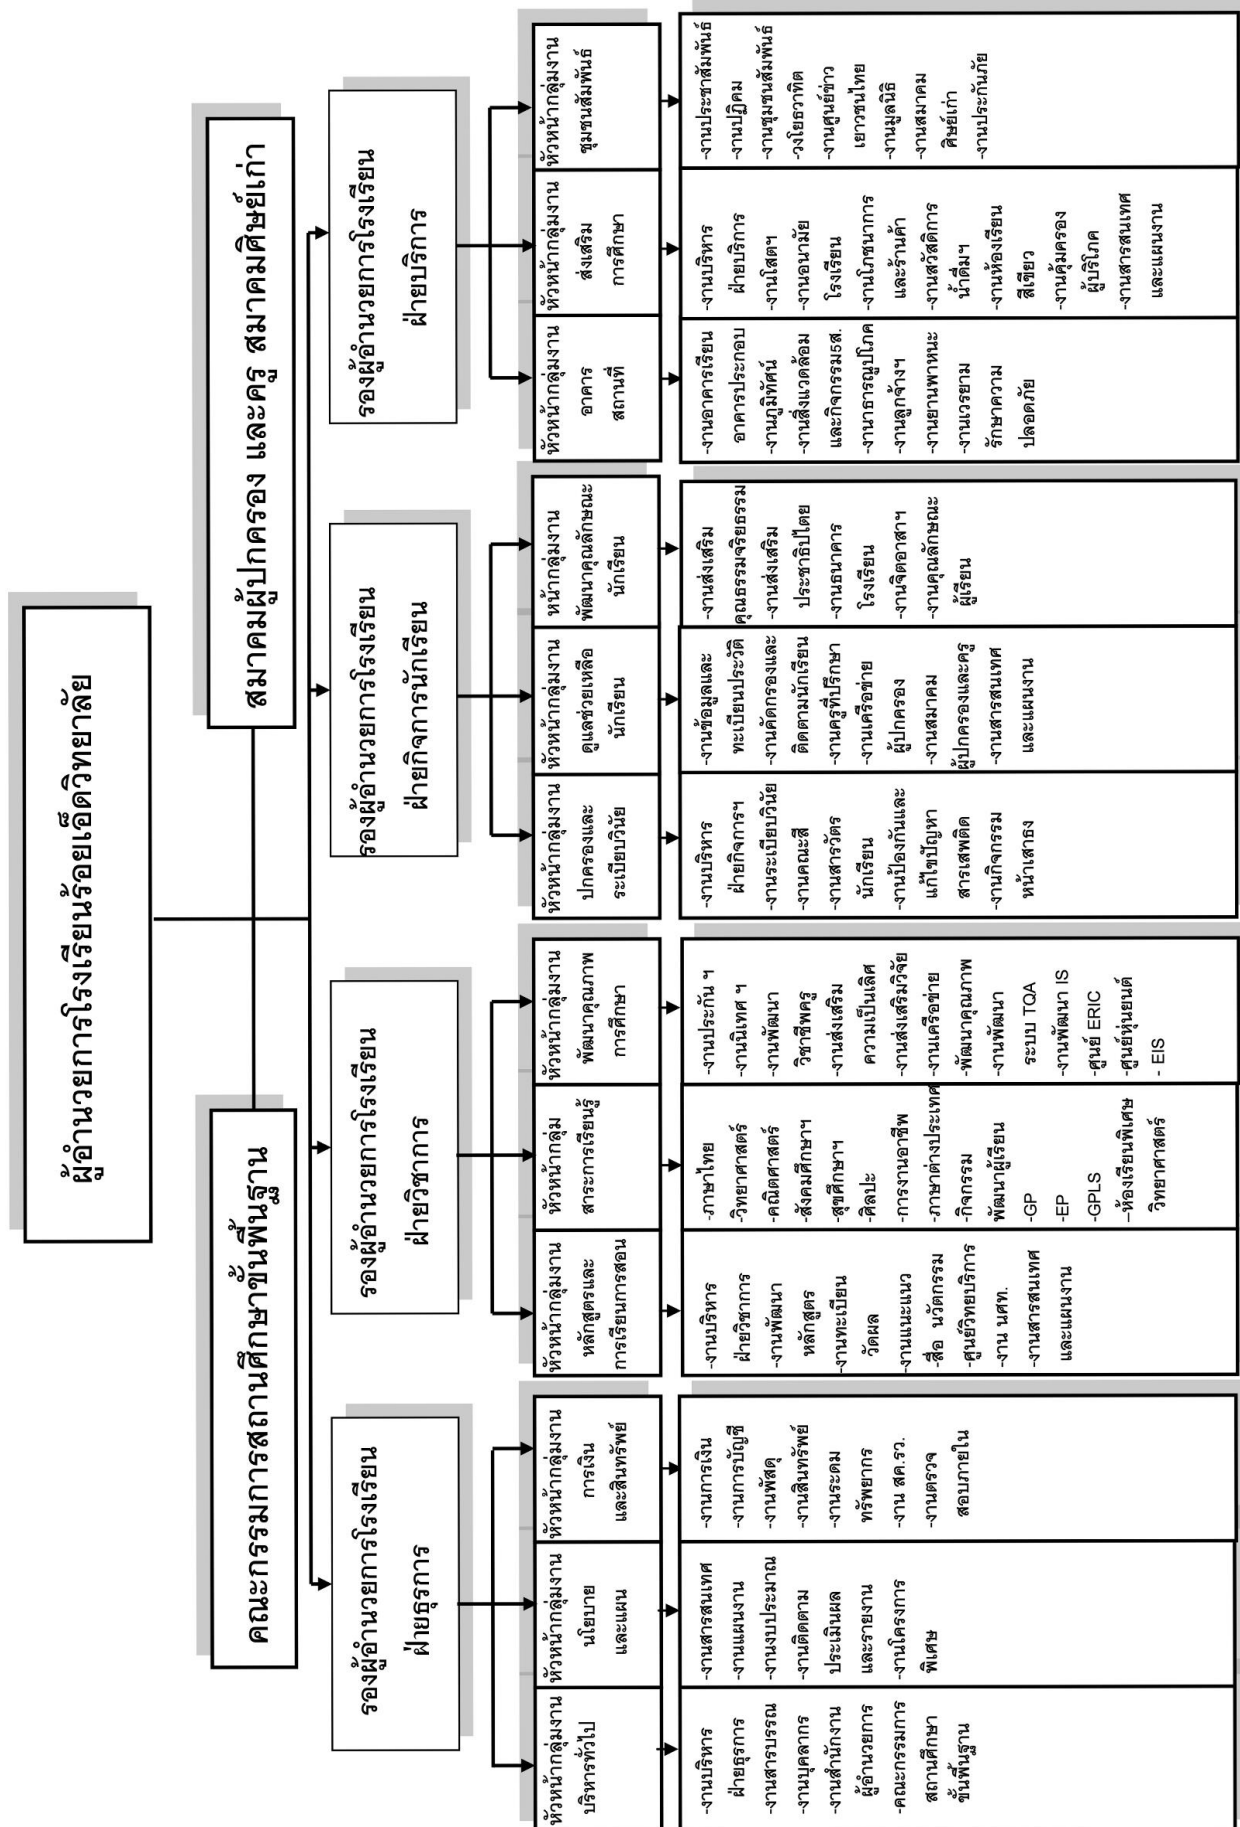 ผู้อำนวยการโรงเรียนร้อยเอ็ดวิทยาลัย
คณะกรรมการสถานศึกษาขั้นพื้นฐาน
สมาคมผู้ปกครอง และครู สมาคมศิษย์เก่า
รองผู้อำนวยการโรงเรียน
ฝ่ายธุรการ
รองผู้อำนวยการโรงเรียน
ฝ่ายวิชาการ
รองผู้อำนวยการโรงเรียน
ฝ่ายกิจการนักเรียน
รองผู้อำนวยการโรงเรียน
ฝ่ายบริการ
หัวหน้ากลุ่มงาน
บริหารทั่วไป
หัวหน้ากลุ่มงาน
นโยบาย
และแผน
หัวหน้ากลุ่มงาน
การเงิน
และสินทรัพย์
หัวหน้ากลุ่มงาน
หลักสูตรและ
การเรียนการสอน
หัวหน้ากลุ่ม
สาระการเรียนรู้
หัวหน้ากลุ่มงาน
พัฒนาคุณภาพ
การศึกษา
หัวหน้ากลุ่มงาน
ปกครองและ
ระเบียบวินัย
หัวหน้ากลุ่มงาน
ดูแลช่วยเหลือ
นักเรียน
หน้ากลุ่มงาน
พัฒนาคุณลักษณะ
นักเรียน
หัวหน้ากลุ่มงาน
อาคาร
สถานที่
หัวหน้ากลุ่มงาน
ส่งเสริม
การศึกษา
หัวหน้ากลุ่มงาน
ชุมชนสัมพันธ์
-งานบริหาร
ฝ่ายธุรการ
-งานสารบรรณ
-งานบุคลากร
-งานสำนักงาน
ผู้อำนวยการ
-คณะกรรมการ
สถานศึกษา
ขั้นพื้นฐาน
-งานสารสนเทศ
-งานแผนงาน
-งานงบประมาณ
-งานติดตาม
ประเมินผล
และรายงาน
-งานโครงการ
พิเศษ
-งานการเงิน
-งานการบัญชี
-งานพัสดุ
-งานสินทรัพย์
-งานระดม
ทรัพยากร
-งาน สค.รว.
-งานตรวจ
สอบภายใน
-งานบริหาร
ฝ่ายวิชาการ
-งานพัฒนา
หลักสูตร
-งานทะเบียน
วัดผล
-งานแนะแนว
-สื่อ นวัตกรรม
-ศูนย์วิทยบริการ
-งาน นศท.
-งานสารสนเทศ
และแผนงาน
-ภาษาไทย
-วิทยาศาสตร์
-คณิตศาสตร์
-สังคมศึกษาฯ
-สุขศึกษาฯ
-ศิลปะ
-การงานอาชีพ
-ภาษาต่างประเทศ
-กิจกรรม
พัฒนาผู้เรียน
-GP
-EP
-GPLS
–ห้องเรียนพิเศษ
วิทยาศาสตร์
-งานประกัน ฯ
-งานนิเทศ ฯ
-งานพัฒนา
วิชาชีพครู
-งานส่งเสริม
ความเป็นเลิศ
-งานส่งเสริมวิจัย
-งานเครือข่าย
-พัฒนาคุณภาพ
-งานพัฒนา
ระบบ TQA
-งานพัฒนา IS
-ศูนย์ ERIC
-ศูนย์หุ่นยนต์
- EIS
-งานบริหาร
ฝ่ายกิจการฯ
-งานระเบียบวินัย
-งานคณะสี
-งานสารวัตร
นักเรียน
-งานป้องกันและ
แก้ไขปัญหา
สารเสพติด
-งานกิจกรรม
หน้าเสาธง
-งานข้อมูลและ
ทะเบียนประวัติ
-งานคัดกรองและ
ติดตามนักเรียน
-งานครูที่ปรึกษา
-งานเครือข่าย
ผู้ปกครอง
-งานสมาคม
ผู้ปกครองและครู
-งานสารสนเทศ
และแผนงาน
-งานส่งเสริม
คุณธรรมจริยธรรม
-งานส่งเสริม
ประชาธิปไตย
-งานธนาคาร
โรงเรียน
-งานจิตอาสาฯ
-งานคุณลักษณะ
ผู้เรียน
-งานอาคารเรียน
อาคารประกอบ
-งานภูมิทัศน์
-งานสิ่งแวดล้อม
และกิจกรรม5ส.
-งานาธารณูปโภค
-งานลูกจ้างฯ
-งานยานพาหนะ
-งานเวรยาม
รักษาความ
ปลอดภัย
-งานบริหาร
ฝ่ายบริการ
-งานโสตฯ
-งานอนามัย
โรงเรียน
-งานโภชนาการ
และร้านค้า
-งานสวัสดิการ
น้ำดื่มฯ
-งานห้องเรียน
สีเขียว
-งานคุ้มครอง
ผู้บริโภค
-งานสารสนเทศ
และแผนงาน
-งานประชาสัมพันธ์
-งานปฏิคม
-งานชุมชนสัมพันธ์
-วงโยธวาทิต
-งานศูนย์ข่าว
เยาวชนไทย
-งานมูลนิธิ
-งานสมาคม
ศิษย์เก่า
-งานประกันภัย